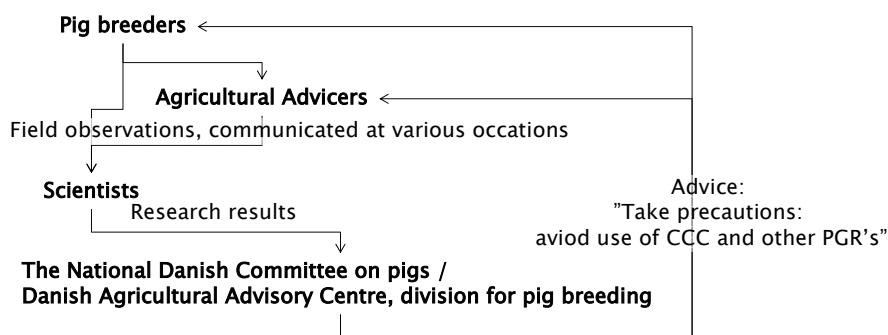 Pig breeders
Agricultural Advicers
Field observations, communicated at various occations
Scientists
Research results
Advice:
”Take precautions:
aviod use of CCC and other PGR’s”
The National Danish Committee on pigs /
Danish Agricultural Advisory Centre, division for pig breeding